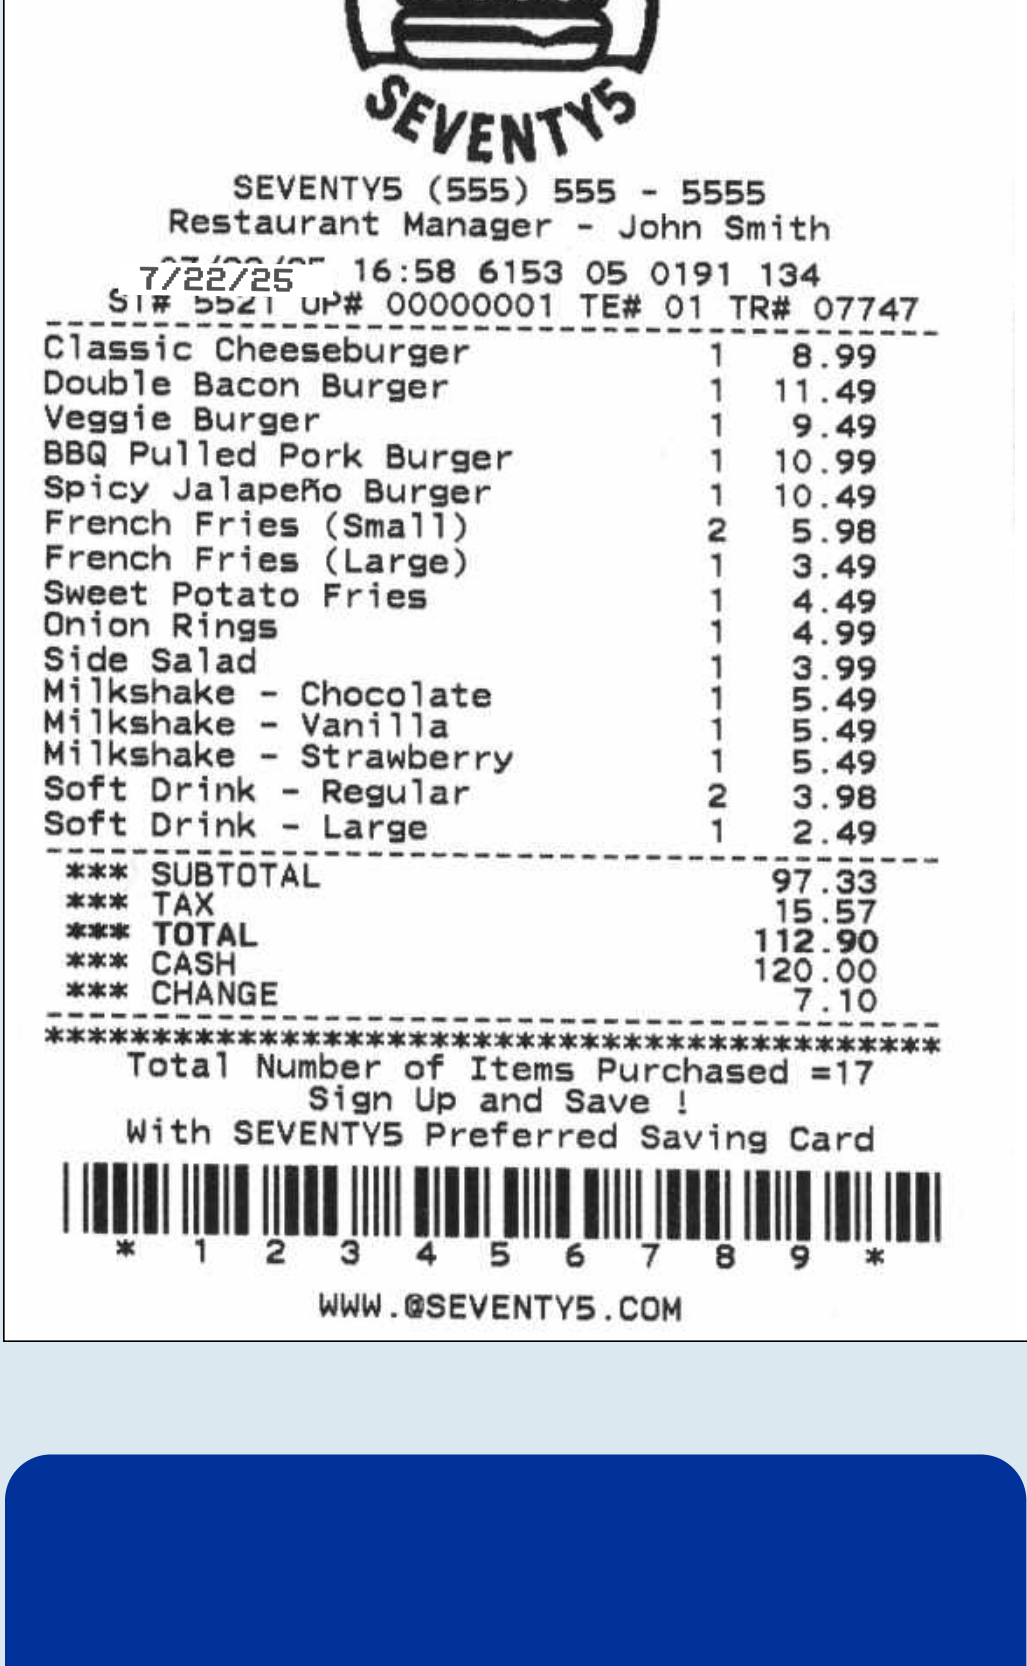 SEVENTY5
SEVENTY5 (555) 555 - 5555
Restaurant Manager - John Smith
7/22/25 16:58 6153 05 0191 134
ST# 5521 OP# 00000001 TE# 01 TR# 07747
Classic Cheeseburger 1 8.99
Double Bacon Burger 1 11.49
Veggie Burger 1 9.49
BBQ Pulled Pork Burger 1 10.99
Spicy Jalapeño Burger 1 10.49
French Fries (Small) 2 5.98
French Fries (Large) 1 3.49
Sweet Potato Fries 1 4.49
Onion Rings 1 4.99
Side Salad 1 3.99
Milkshake - Chocolate 1 5.49
Milkshake - Vanilla 1 5.49
Milkshake - Strawberry 1 5.49
Soft Drink - Regular 2 3.98
Soft Drink - Large 1 2.49
*** SUBTOTAL 97.33
*** TAX 15.57
*** TOTAL 112.90
*** CASH 120.00
*** CHANGE 7.10
******************************************
Total Number of Items Purchased =17
Sign Up and Save !
With SEVENTY5 Preferred Saving Card
* 1 2 3 4 5 6 7 8 9 *
WWW.@SEVENTY5.COM